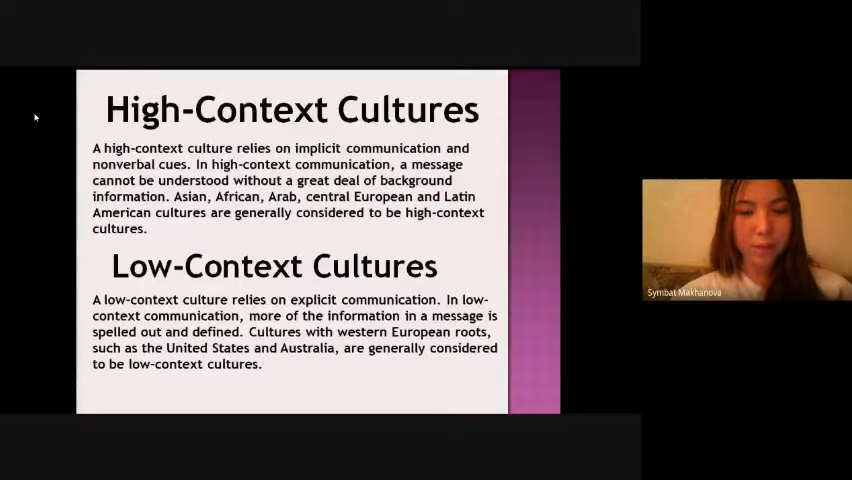 High-Context Cultures
A high-context culture relies on implicit communication and
nonverbal cues. In high-context communication, a message
cannot be understood without a great deal of background
information. Asian, African, Arab, central European and Latin
American cultures are generally considered to be high-context
cultures.
Low-Context Cultures
A low-context culture relies on explicit communication. In low-
context communication, more of the information in a message is
spelled out and defined. Cultures with western European roots,
such as the United States and Australia, are generally considered
to be low-context cultures.
Symbat Makhanova